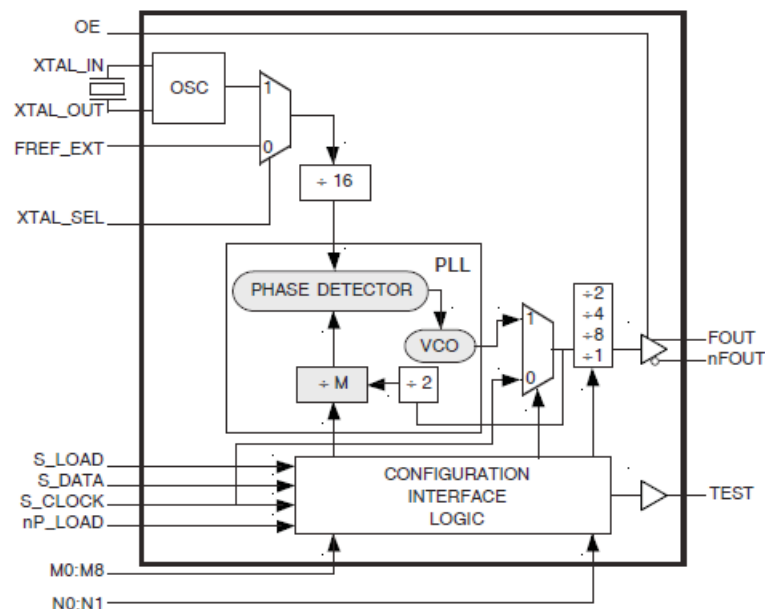 OE
XTAL_IN
OSC
1
XTAL_OUT
FREF_EXT
0
÷ 16
XTAL_SEL
PLL
PHASE DETECTOR
÷2
÷4
÷8
÷1
1
VCO
FOUT
nFOUT
÷ M
÷ 2
0
S_LOAD
S_DATA
S_CLOCK
nP_LOAD
CONFIGURATION
INTERFACE
LOGIC
TEST
M0:M8
N0:N1